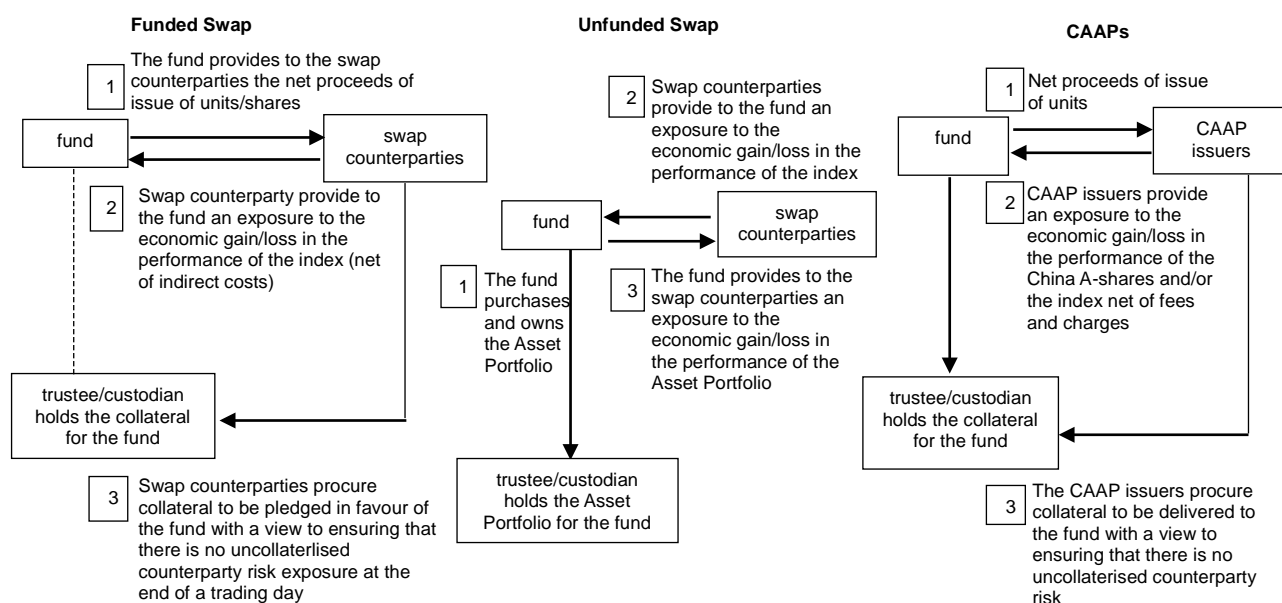 Funded Swap
1
The fund provides to the swap
counterparties the net proceeds of
issue of units/shares
fund
swap
counterparties
2
Swap counterparty provide to
the fund an exposure to the
economic gain/loss in the
performance of the index (net
of indirect costs)
trustee/custodian
holds the collateral
for the fund
3
Swap counterparties procure
collateral to be pledged in favour of
the fund with a view to ensuring that
there is no uncollaterlised
counterparty risk exposure at the
end of a trading day
Unfunded Swap
2
Swap counterparties
provide to the fund an
exposure to the
economic gain/loss in the
performance of the index
fund
swap
counterparties
1
The fund
purchases
and owns
the Asset
Portfolio
3
The fund provides to the
swap counterparties an
exposure to the
economic gain/loss in
the performance of the
Asset Portfolio
trustee/custodian
holds the Asset
Portfolio for the fund
CAAPs
1
Net proceeds of issue
of units
fund
CAAP
issuers
2
CAAP issuers provide
an exposure to the
economic gain/loss in
the performance of the
China A-shares and/or
the index net of fees
and charges
trustee/custodian
holds the collateral
for the fund
3
The CAAP issuers procure
collateral to be delivered to
the fund with a view to
ensuring that there is no
uncollaterised counterparty
risk